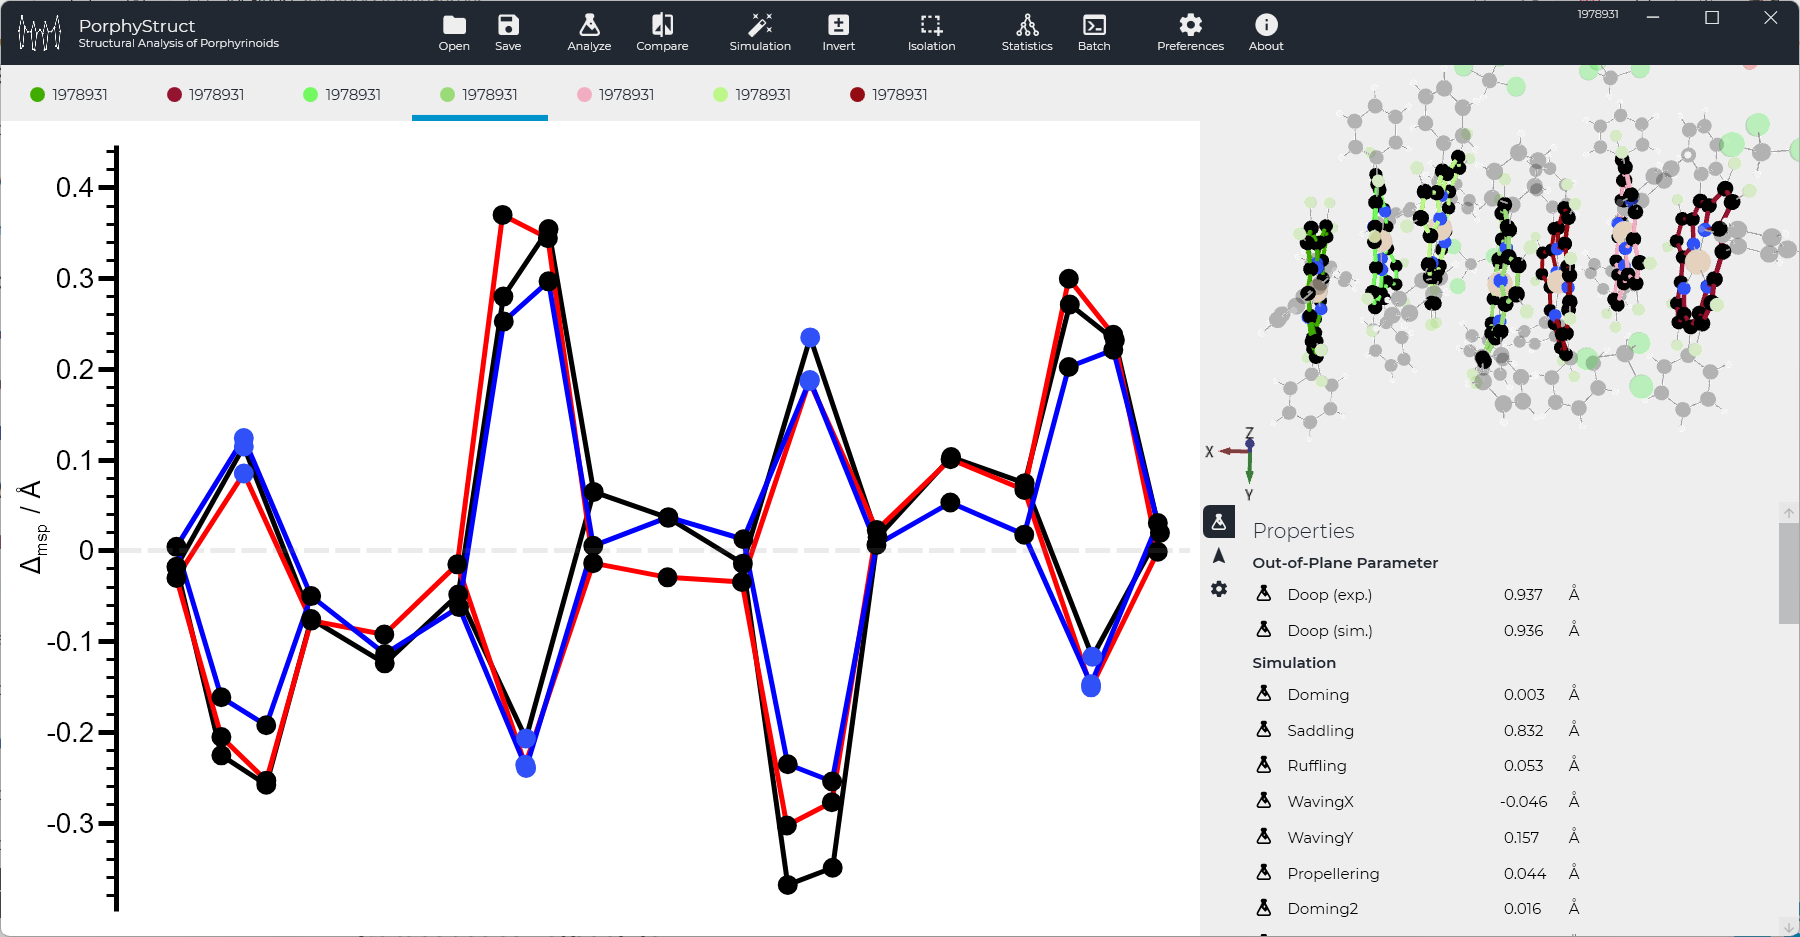 PorphyStruct
Structural Analysis of Porphyrinoids
Open Save Analyze Compare Simulation Invert Isolation Statistics Batch Preferences About
1978931
1978931 1978931 1978931 1978931 1978931 1978931 1978931
0.4
0.3
0.2
0.1
0
-0.1
-0.2
-0.3
Δmsp / Å
Z
X
Y
Properties
Out-of-Plane Parameter
Doop (exp.) 0.937 Å
Doop (sim.) 0.936 Å
Simulation
Doming 0.003 Å
Saddling 0.832 Å
Ruffling 0.053 Å
WavingX -0.046 Å
WavingY 0.157 Å
Propellering 0.044 Å
Doming2 0.016 Å